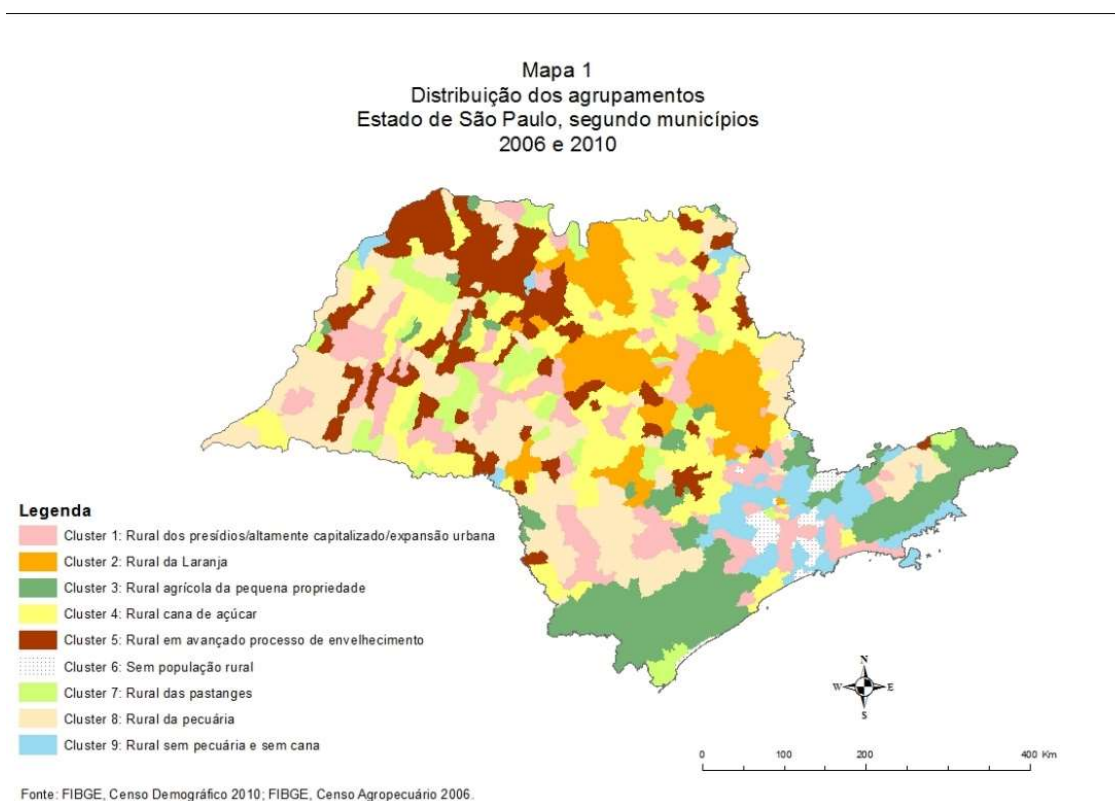 Mapa 1
Distribuição dos agrupamentos
Estado de São Paulo, segundo municípios
2006 e 2010
Legenda
Cluster 1: Rural dos presídios/altamente capitalizado/expansão urbana
Cluster 2: Rural da Laranja
Cluster 3: Rural agrícola da pequena propriedade
Cluster 4: Rural cana de açúcar
Cluster 5: Rural em avançado processo de envelhecimento
Cluster 6: Sem população rural
Cluster 7: Rural das pastanges
Cluster 8: Rural da pecuária
Cluster 9: Rural sem pecuária e sem cana
N
W E
S
0 100 200 400 Km
Fonte: FIBGE, Censo Demográfico 2010; FIBGE, Censo Agropecuário 2006.